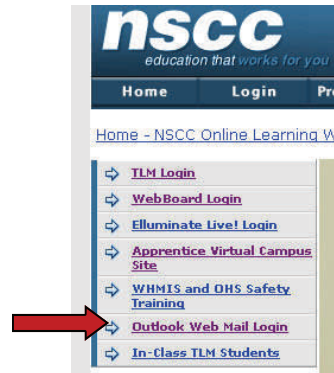 nscc
education that works for you
Home Login
Home - NSCC Online Learning
TLM Login
WebBoard Login
Elluminate Live! Login
Apprentice Virtual Campus
Site
WHMIS and OHS Safety
Training
Outlook Web Mail Login
In-Class TLM Students